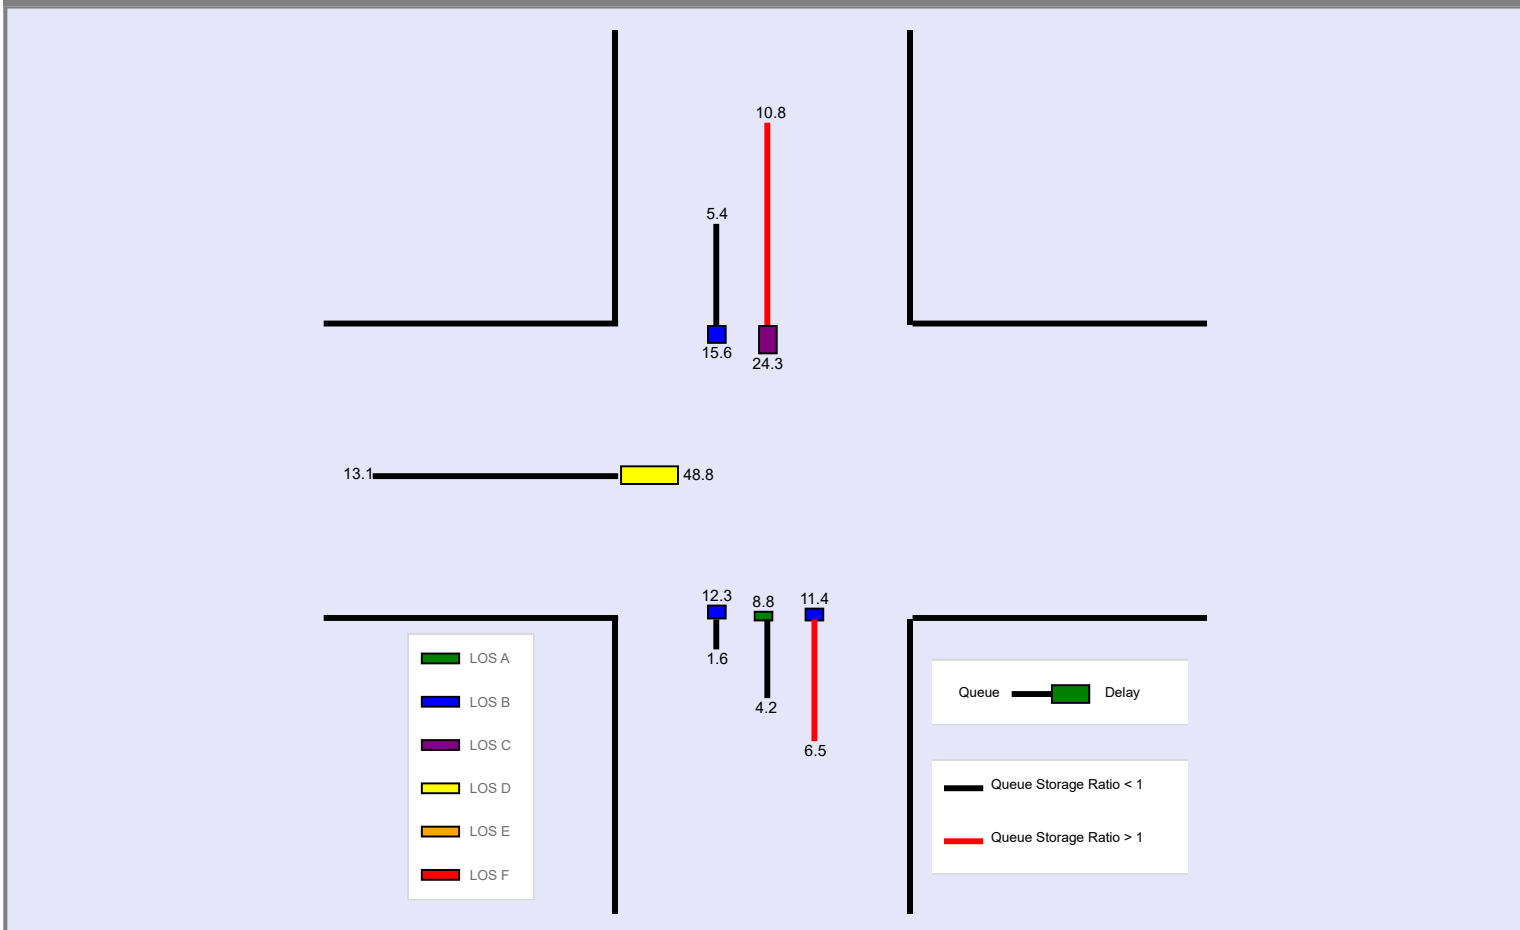 10.8
5.4
15.6
24.3
13.1
48.8
12.3
8.8
11.4
1.6
4.2
6.5
LOS A
LOS B
LOS C
LOS D
LOS E
LOS F
Queue
Delay
Queue Storage Ratio < 1
Queue Storage Ratio > 1